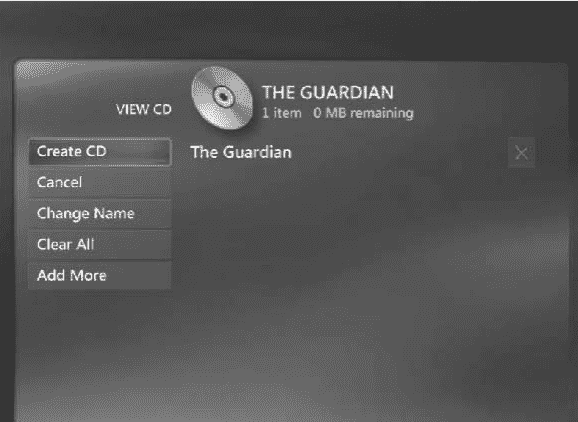 VIEW CD
THE GUARDIAN
1 item 0 MB remaining
Create CD
The Guardian
Cancel
Change Name
Clear All
Add More